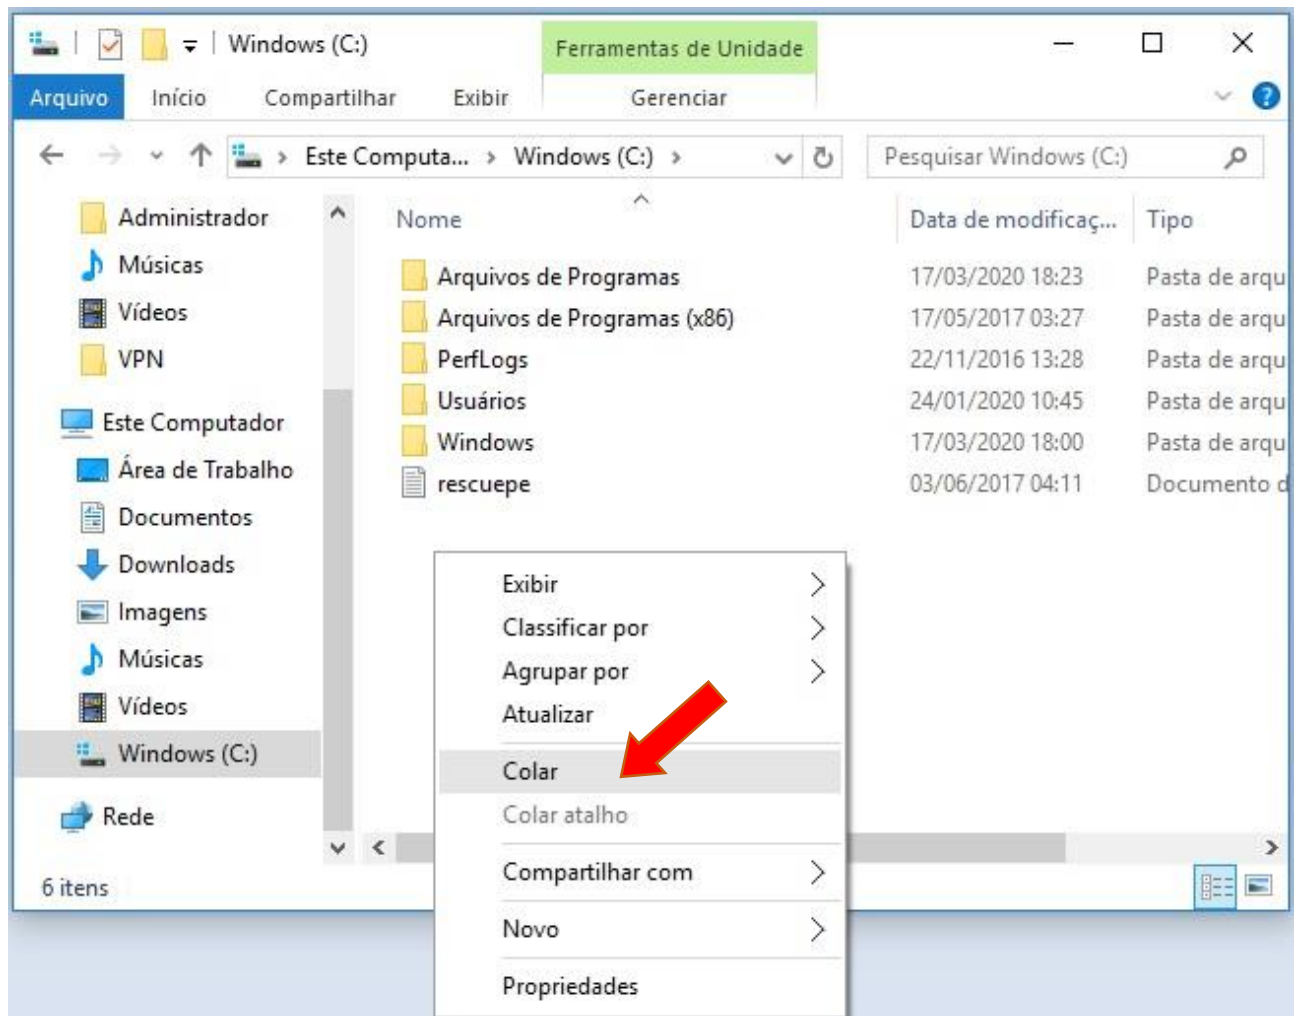 Windows (C:)
Ferramentas de Unidade
Arquivo Início Compartilhar Exibir Gerenciar
Este Computa... Windows (C:)
Pesquisar Windows (C:)
Administrador
Músicas
Vídeos
VPN
Este Computador
Área de Trabalho
Documentos
Downloads
Imagens
Músicas
Vídeos
Windows (C:)
Rede
Nome Data de modificaç... Tipo
Arquivos de Programas 17/03/2020 18:23 Pasta de arqu
Arquivos de Programas (x86) 17/05/2017 03:27 Pasta de arqu
PerfLogs 22/11/2016 13:28 Pasta de arqu
Usuários 24/01/2020 10:45 Pasta de arqu
Windows 17/03/2020 18:00 Pasta de arqu
rescuepe 03/06/2017 04:11 Documento d
Exibir
Classificar por
Agrupar por
Atualizar
Colar
Colar atalho
Compartilhar com
Novo
Propriedades
6 itens